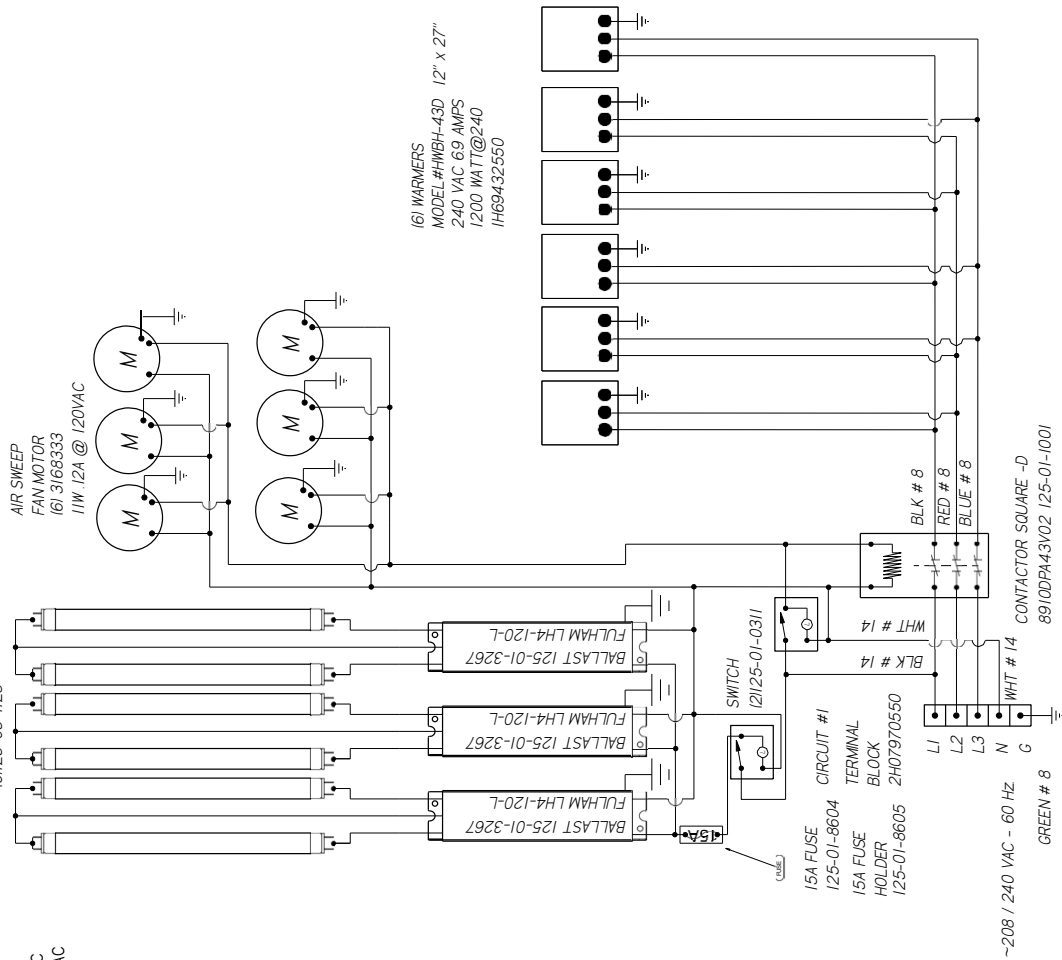 AIR SWEEP
FAN MOTOR
(6) 3168333
11W .12A @ 120VAC
M
M
M
M
M
M
(6) WARMERS
MODEL#HWBH-43D 12" x 27"
240 VAC 6.9 AMPS
1200 WATT@240
1H69432550
BALLAST 125-01-3267
FULHAM LH4-120-L
BALLAST 125-01-3267
FULHAM LH4-120-L
BALLAST 125-01-3267
FULHAM LH4-120-L
15A
FUSE
SWITCH
(2)125-01-0311
15A FUSE
125-01-8604
15A FUSE
HOLDER
125-01-8605
CIRCUIT #1
TERMINAL
BLOCK
2H07970550
BLK # 14
WHT # 14
BLK # 8
RED # 8
BLUE # 8
CONTACTOR SQUARE -D
8910DPA43V02 125-01-1001
WHT # 14
L1
L2
L3
N
G
~208 / 240 VAC - 60 HZ
GREEN # 8